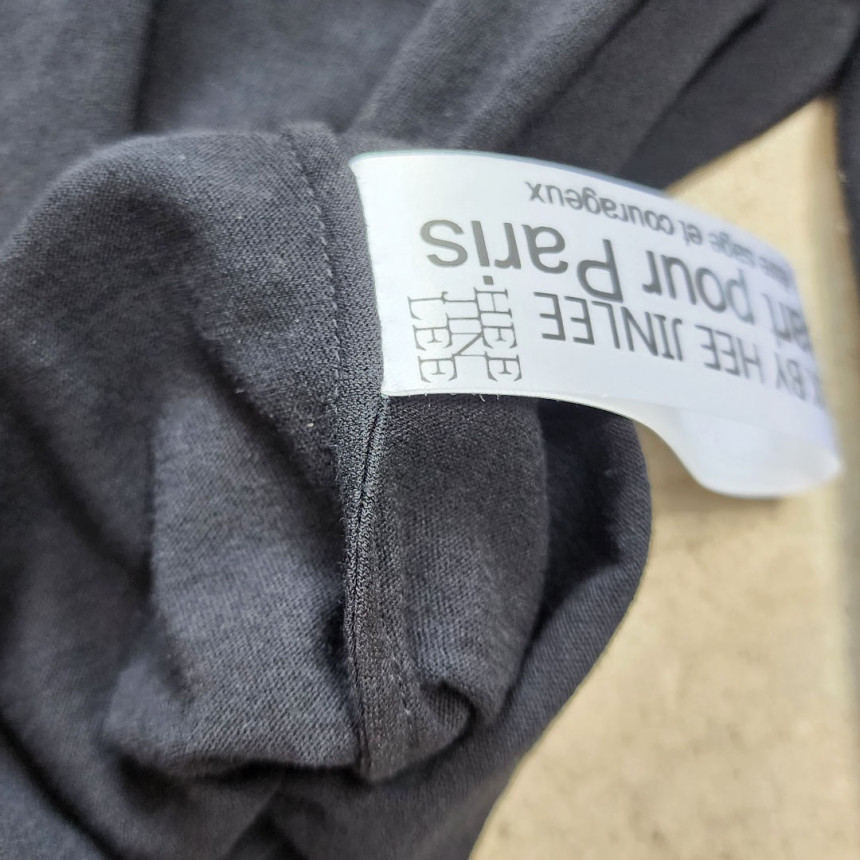 BY HEE JINLEE
HEE
JIN
LEE
pour Paris
sage et courageux